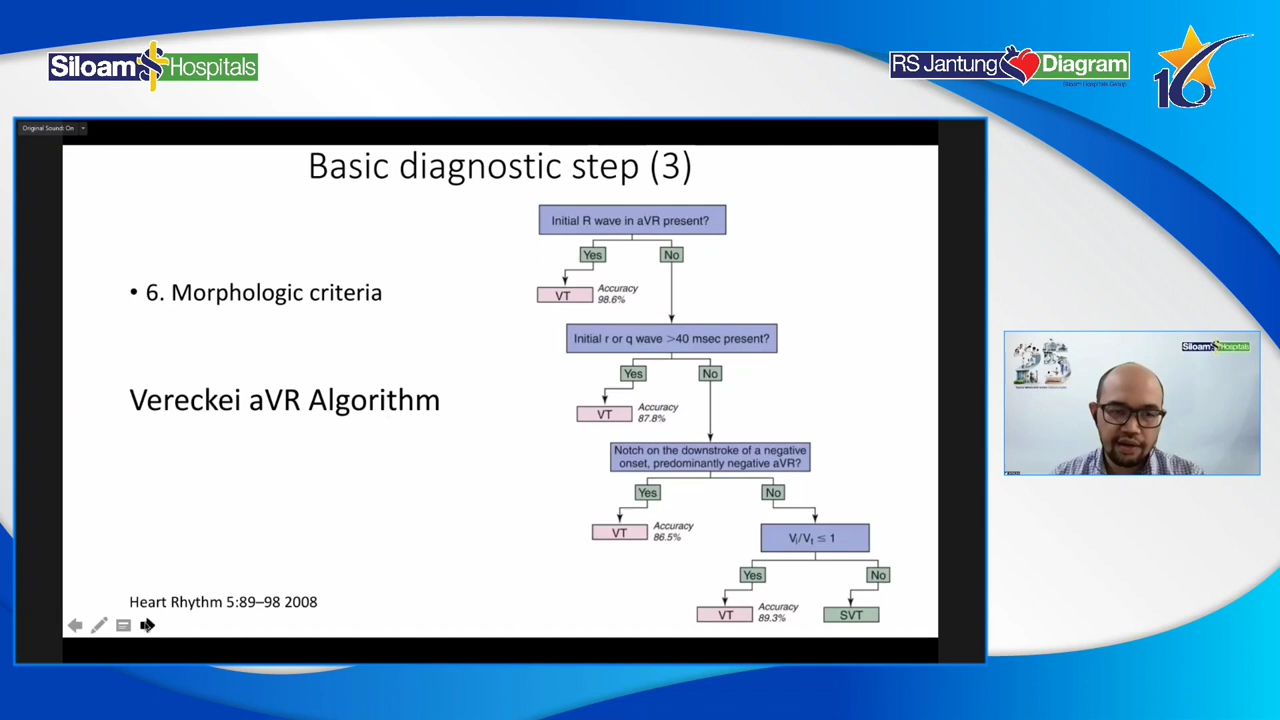 Siloam Hospitals
RS Jantung Diagram
Siloam Hospitals Group
16
Original Sound: On
Basic diagnostic step (3)
• 6. Morphologic criteria
Vereckei aVR Algorithm
Heart Rhythm 5:89–98 2008
Initial R wave in aVR present?
Yes
No
VT
Accuracy
98.6%
Initial r or q wave >40 msec present?
Yes
No
VT
Accuracy
87.8%
Notch on the downstroke of a negative
onset, predominantly negative aVR?
Yes
No
VT
Accuracy
86.5%
Vi/Vt ≤ 1
Yes
No
VT
Accuracy
89.3%
SVT
Siloam Hospitals
25